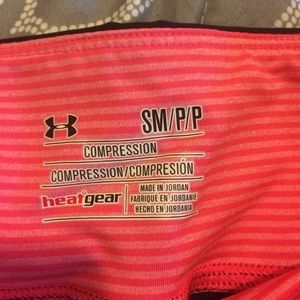 SM/P/P
COMPRESSION
COMPRESSION/COMPRESIÓN
heatgear
MADE IN JORDAN
FABRIQUÉ EN JORDANIE
HECHO EN JORDANIA